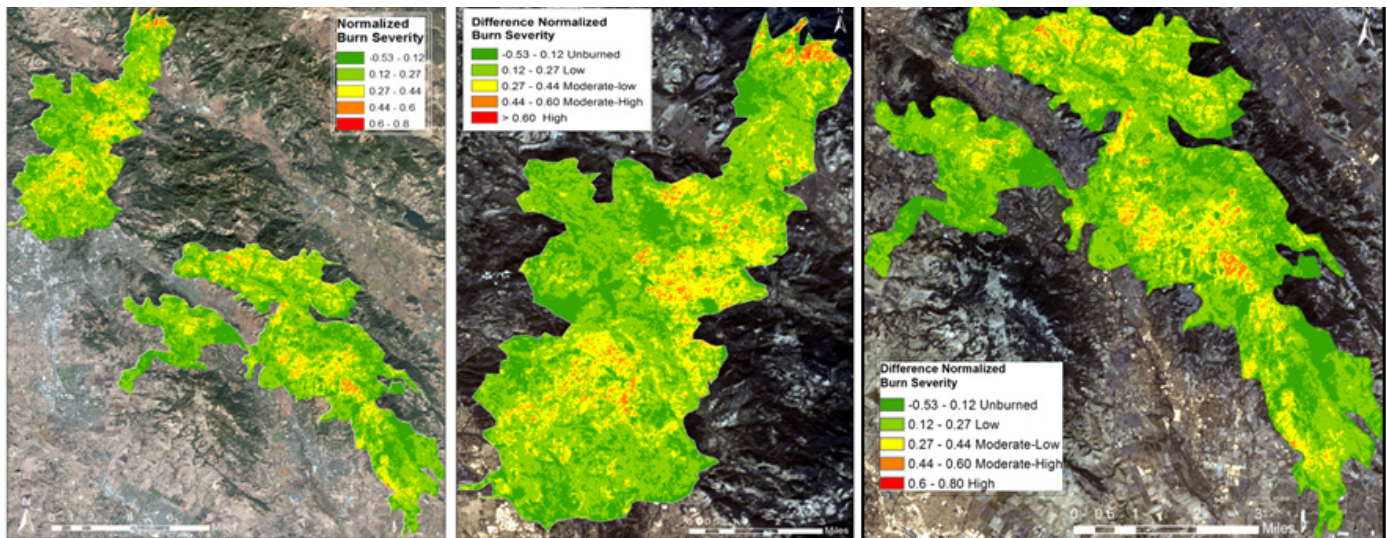 Normalized
Burn Severity
-0.53 - 0.12
0.12 - 0.27
0.27 - 0.44
0.44 - 0.6
0.6 - 0.8
N
Difference Normalized
Burn Severity
-0.53 - 0.12 Unburned
0.12 - 0.27 Low
0.27 - 0.44 Moderate-low
0.44 - 0.60 Moderate-High
> 0.60 High
N
Miles
N
Difference Normalized
Burn Severity
-0.53 - 0.12 Unburned
0.12 - 0.27 Low
0.27 - 0.44 Moderate-Low
0.44 - 0.60 Moderate-High
0.6 - 0.80 High
1 2 3
Miles